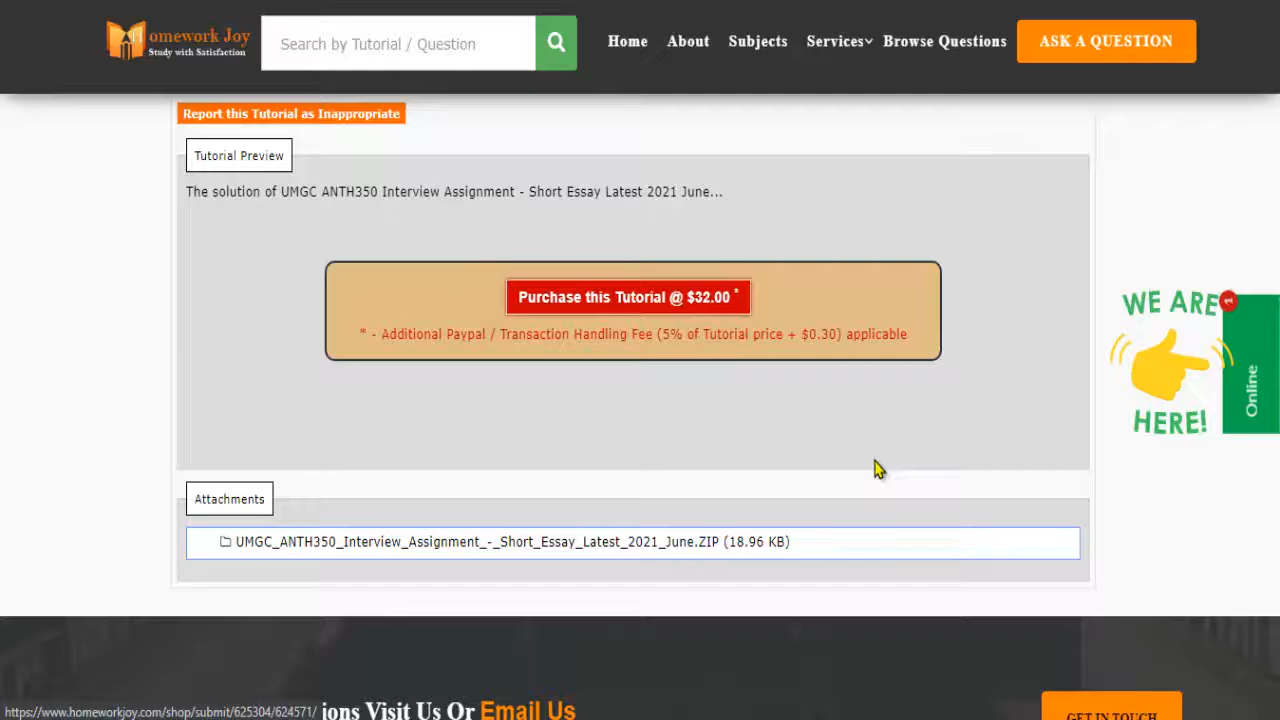 omework Joy
Study with Satisfaction
Search by Tutorial / Question
Home About Subjects Services Browse Questions ASK A QUESTION
Report this Tutorial as Inappropriate
Tutorial Preview
The solution of UMGC ANTH350 Interview Assignment - Short Essay Latest 2021 June...
Purchase this Tutorial @ $32.00 *
* - Additional Paypal / Transaction Handling Fee (5% of Tutorial price + $0.30) applicable
WE ARE
1
Online
HERE!
Attachments
UMGC_ANTH350_Interview_Assignment_-_Short_Essay_Latest_2021_June.ZIP (18.96 KB)
https://www.homeworkjoy.com/shop/submit/625304/624571/
ions Visit Us Or Email Us
GET IN TOUCH